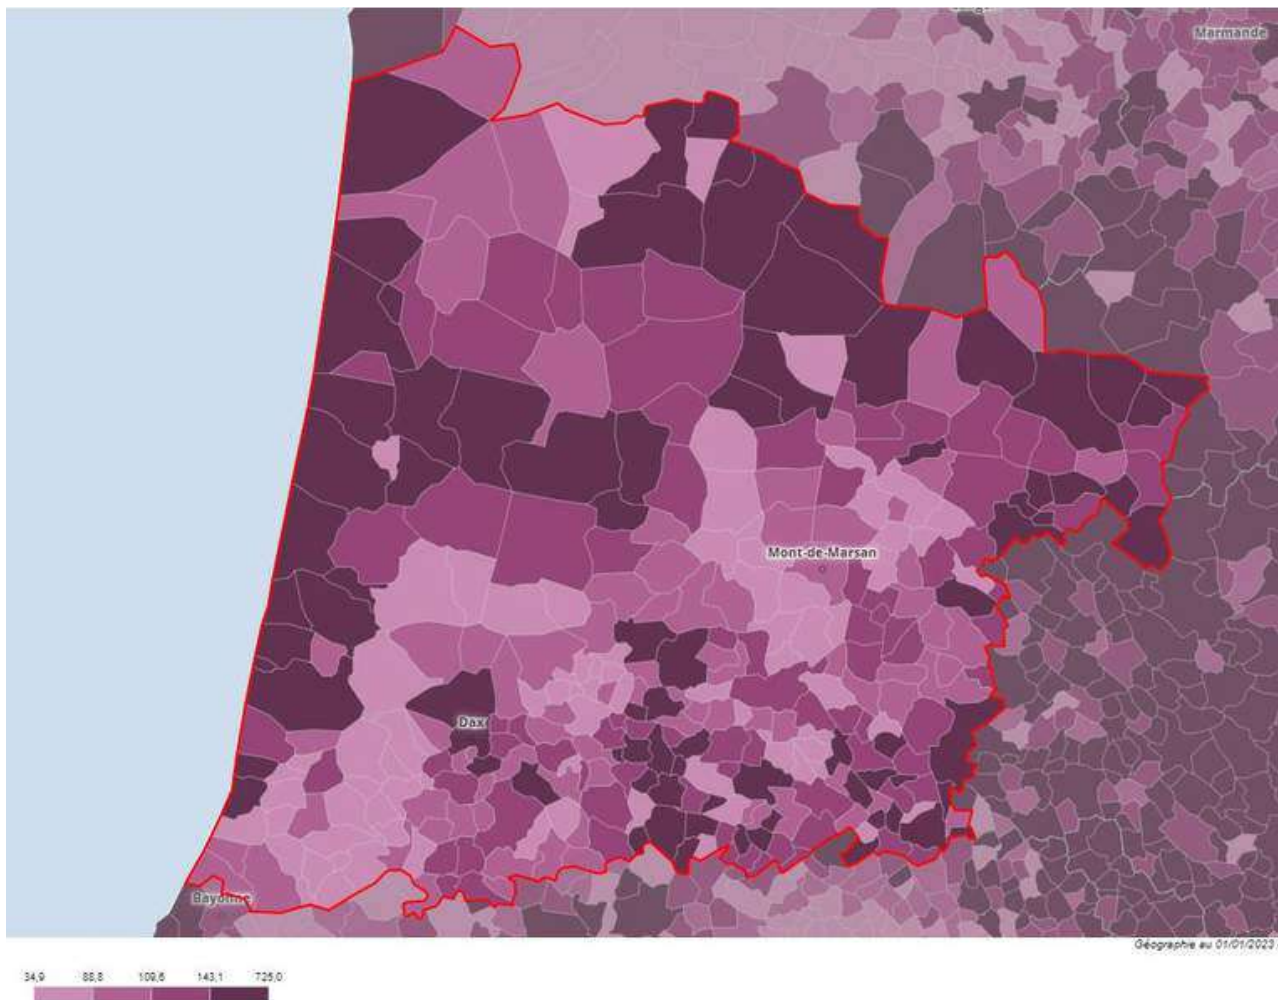 Marmande
Mont-de-Marsan
Dax
Bayonne
Géographie au 01/01/2023
34,9 88,8 109,6 143,1 725,0